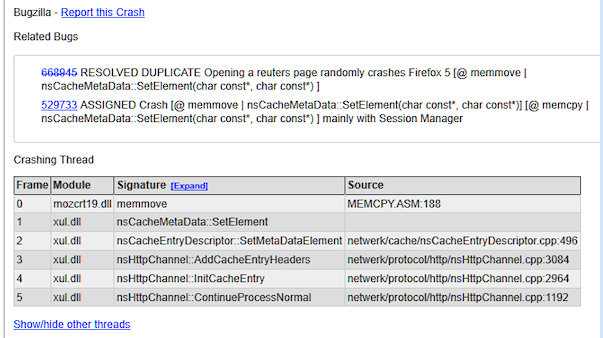 Bugzilla - Report this Crash
Related Bugs
668945 RESOLVED DUPLICATE Opening a reuters page randomly crashes Firefox 5 [@ memmove |
nsCacheMetaData::SetElement(char const*, char const*) ]
529733 ASSIGNED Crash [@ memmove | nsCacheMetaData::SetElement(char const*, char const*)] [@ memcpy |
nsCacheMetaData::SetElement(char const*, char const*) ] mainly with Session Manager
Crashing Thread
Frame Module Signature [Expand] Source
0 mozcrt19.dll memmove MEMCPY.ASM:188
1 xul.dll nsCacheMetaData::SetElement
2 xul.dll nsCacheEntryDescriptor::SetMetaDataElement netwerk/cache/nsCacheEntryDescriptor.cpp:496
3 xul.dll nsHttpChannel::AddCacheEntryHeaders netwerk/protocol/http/nsHttpChannel.cpp:3084
4 xul.dll nsHttpChannel::InitCacheEntry netwerk/protocol/http/nsHttpChannel.cpp:2964
5 xul.dll nsHttpChannel::ContinueProcessNormal netwerk/protocol/http/nsHttpChannel.cpp:1192
Show/hide other threads